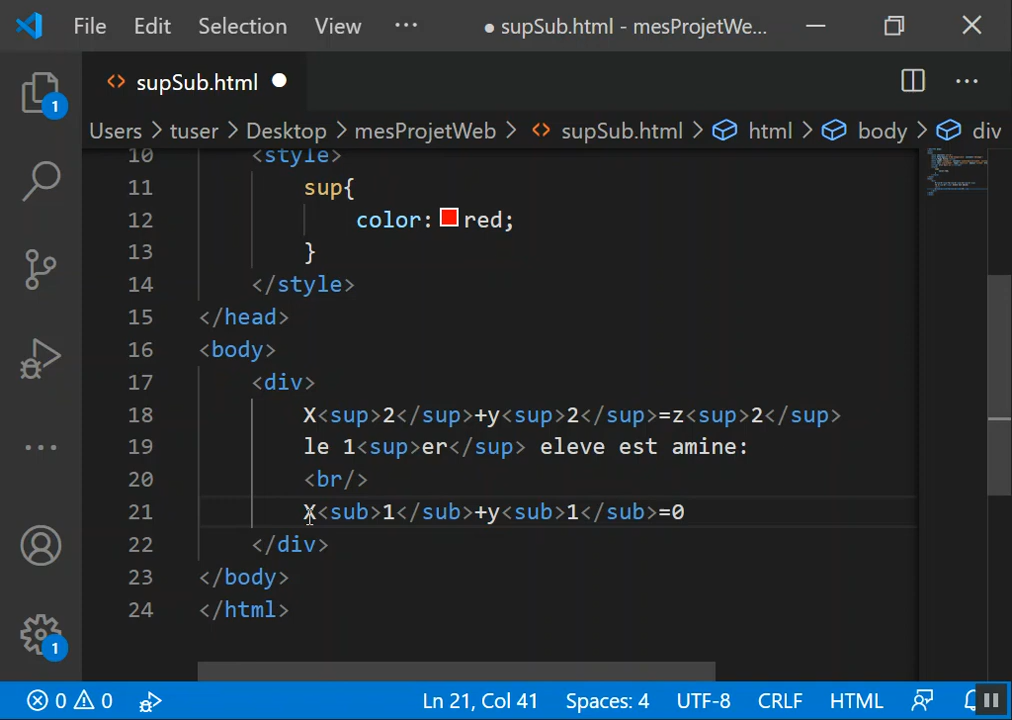 File Edit Selection View ··· ● supSub.html - mesProjetWe...
<> supSub.html ● ···
Users > tuser > Desktop > mesProjetWeb > <> supSub.html > html > body > div
1
10 <style>
11 sup{
12 color: red;
13 }
14 </style>
15 </head>
16 <body>
17 <div>
18 X<sup>2</sup>+y<sup>2</sup>=z<sup>2</sup>
19 le 1<sup>er</sup> eleve est amine:
20 <br/>
21 X<sub>1</sub>+y<sub>1</sub>=0
22 </div>
23 </body>
24 </html>
1
0 0 Ln 21, Col 41 Spaces: 4 UTF-8 CRLF HTML